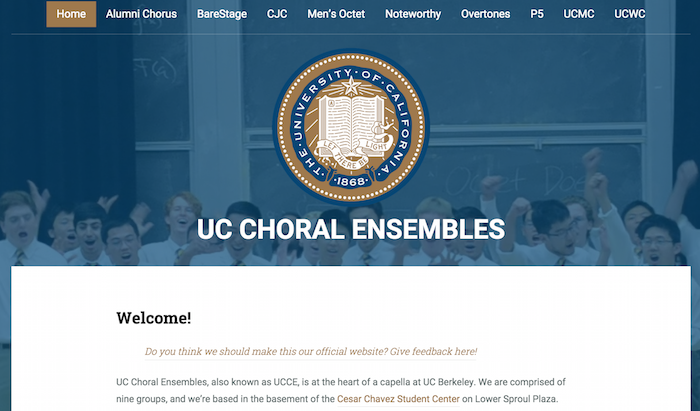 Home Alumni Chorus BareStage CJC Men's Octet Noteworthy Overtones P5 UCMC UCWC
THE UNIVERSITY OF CALIFORNIA
LET THERE BE LIGHT
1868
UC CHORAL ENSEMBLES
Welcome!
Do you think we should make this our official website? Give feedback here!
UC Choral Ensembles, also known as UCCE, is at the heart of a capella at UC Berkeley. We are comprised of
nine groups, and we're based in the basement of the Cesar Chavez Student Center on Lower Sproul Plaza.